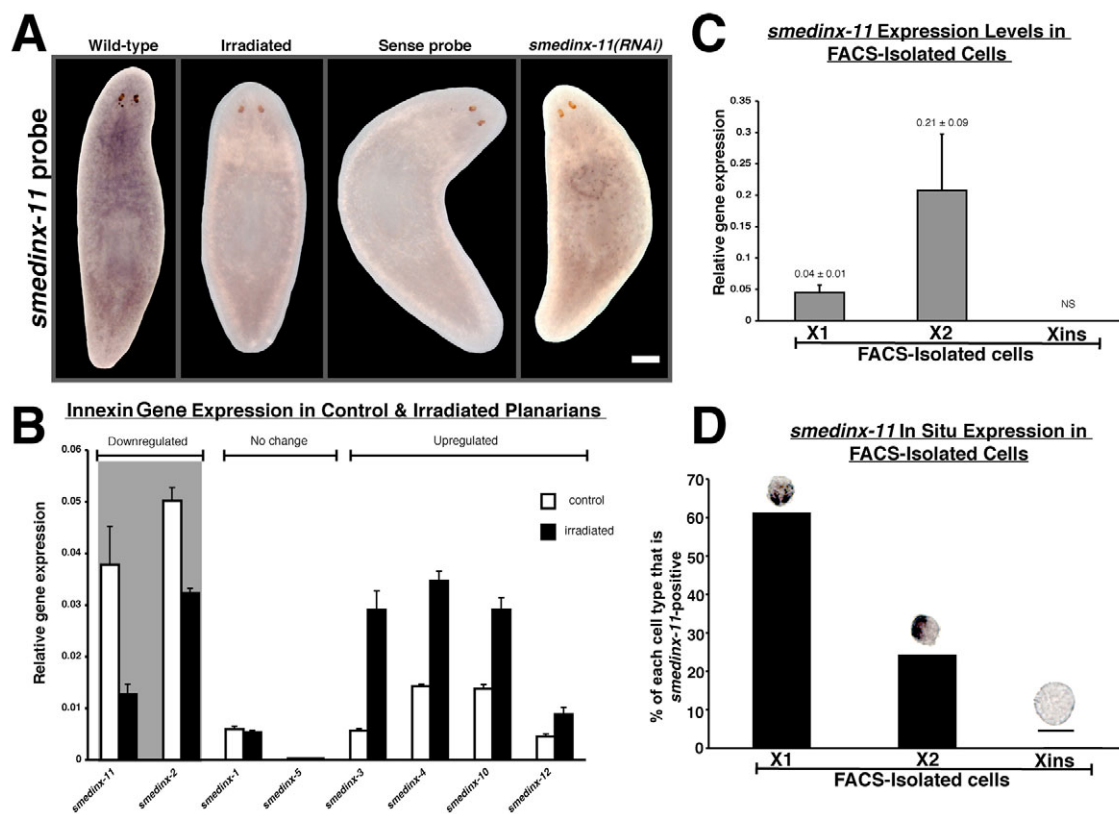 A
Wild-type
Irradiated
Sense probe
smedinx-11(RNAi)
smedinx-11 probe
B
Innexin Gene Expression in Control & Irradiated Planarians
Downregulated
No change
Upregulated
Relative gene expression
0.06
0.05
0.04
0.03
0.02
0.01
0
control
irradiated
smedinx-11
smedinx-2
smedinx-1
smedinx-5
smedinx-3
smedinx-4
smedinx-10
smedinx-12
C
smedinx-11 Expression Levels in
FACS-Isolated Cells
Relative gene expression
0.35
0.3
0.25
0.2
0.15
0.1
0.05
0
0.04 ± 0.01
0.21 ± 0.09
NS
X1
X2
Xins
FACS-Isolated cells
D
smedinx-11 In Situ Expression in
FACS-Isolated Cells
% of each cell type that is
smedinx-11-positive
70
60
50
40
30
20
10
0
X1
X2
Xins
FACS-Isolated cells